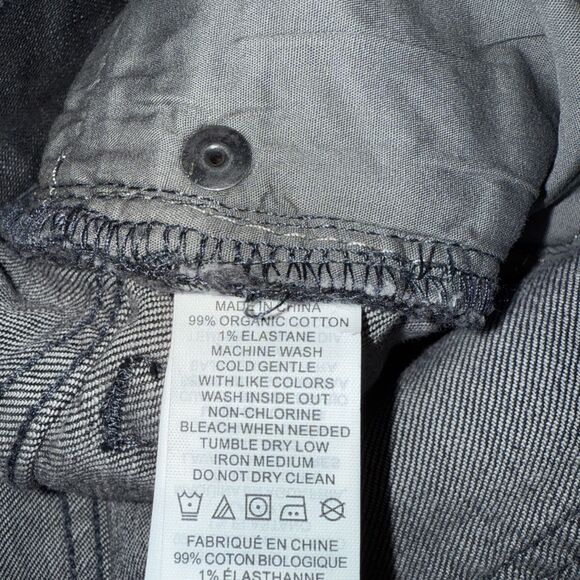 MADE IN CHINA
99% ORGANIC COTTON
1% ELASTANE
MACHINE WASH
COLD GENTLE
WITH LIKE COLORS
WASH INSIDE OUT
NON-CHLORINE
BLEACH WHEN NEEDED
TUMBLE DRY LOW
IRON MEDIUM
DO NOT DRY CLEAN
FABRIQUÉ EN CHINE
99% COTON BIOLOGIQUE
1% ÉLASTHANNE